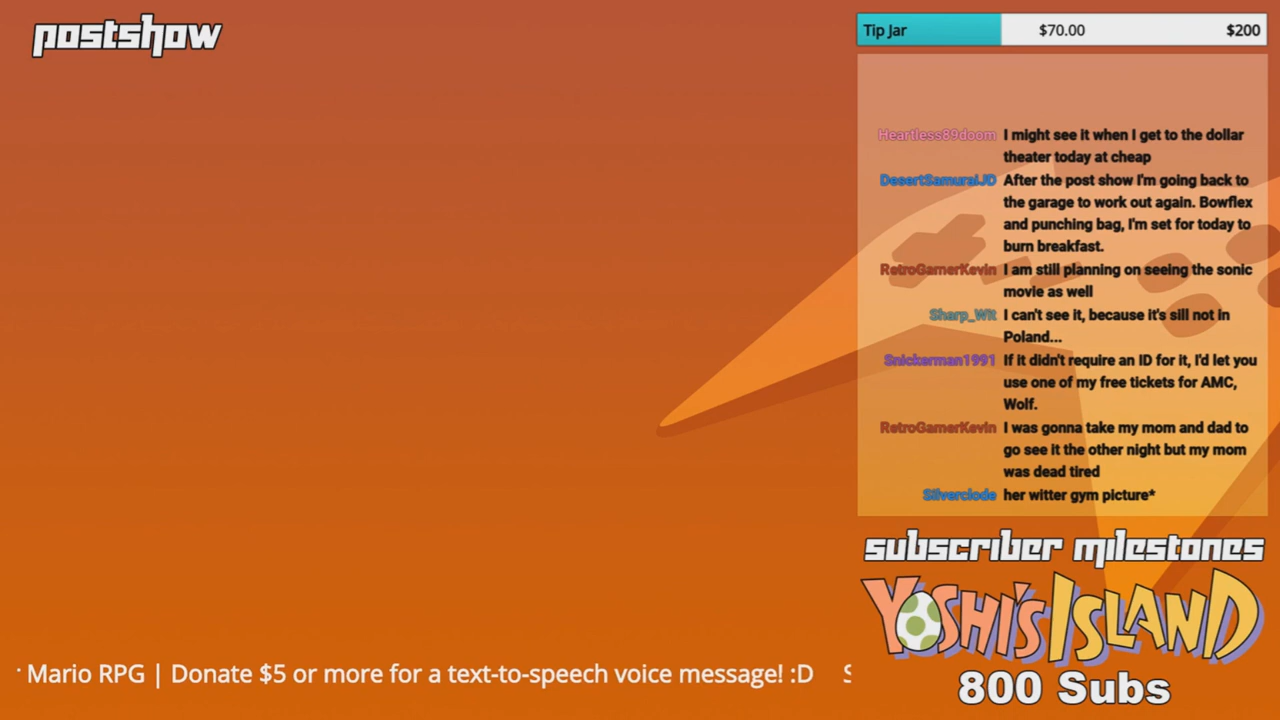 postshow
Tip Jar $70.00 $200
Heartless89doom I might see it when I get to the dollar
theater today at cheap
DesertSamuraiJD After the post show I'm going back to
the garage to work out again. Bowflex
and punching bag, I'm set for today to
burn breakfast.
RetroGamerKevin I am still planning on seeing the sonic
movie as well
Sharp_Wit I can't see it, because it's sill not in
Poland...
Snickerman1991 If it didn't require an ID for it, I'd let you
use one of my free tickets for AMC,
Wolf.
RetroGamerKevin I was gonna take my mom and dad to
go see it the other night but my mom
was dead tired
Silverclode her witter gym picture*
subscriber milestones
YOSHI'S ISLAND
800 Subs
Mario RPG | Donate $5 or more for a text-to-speech voice message! :D S